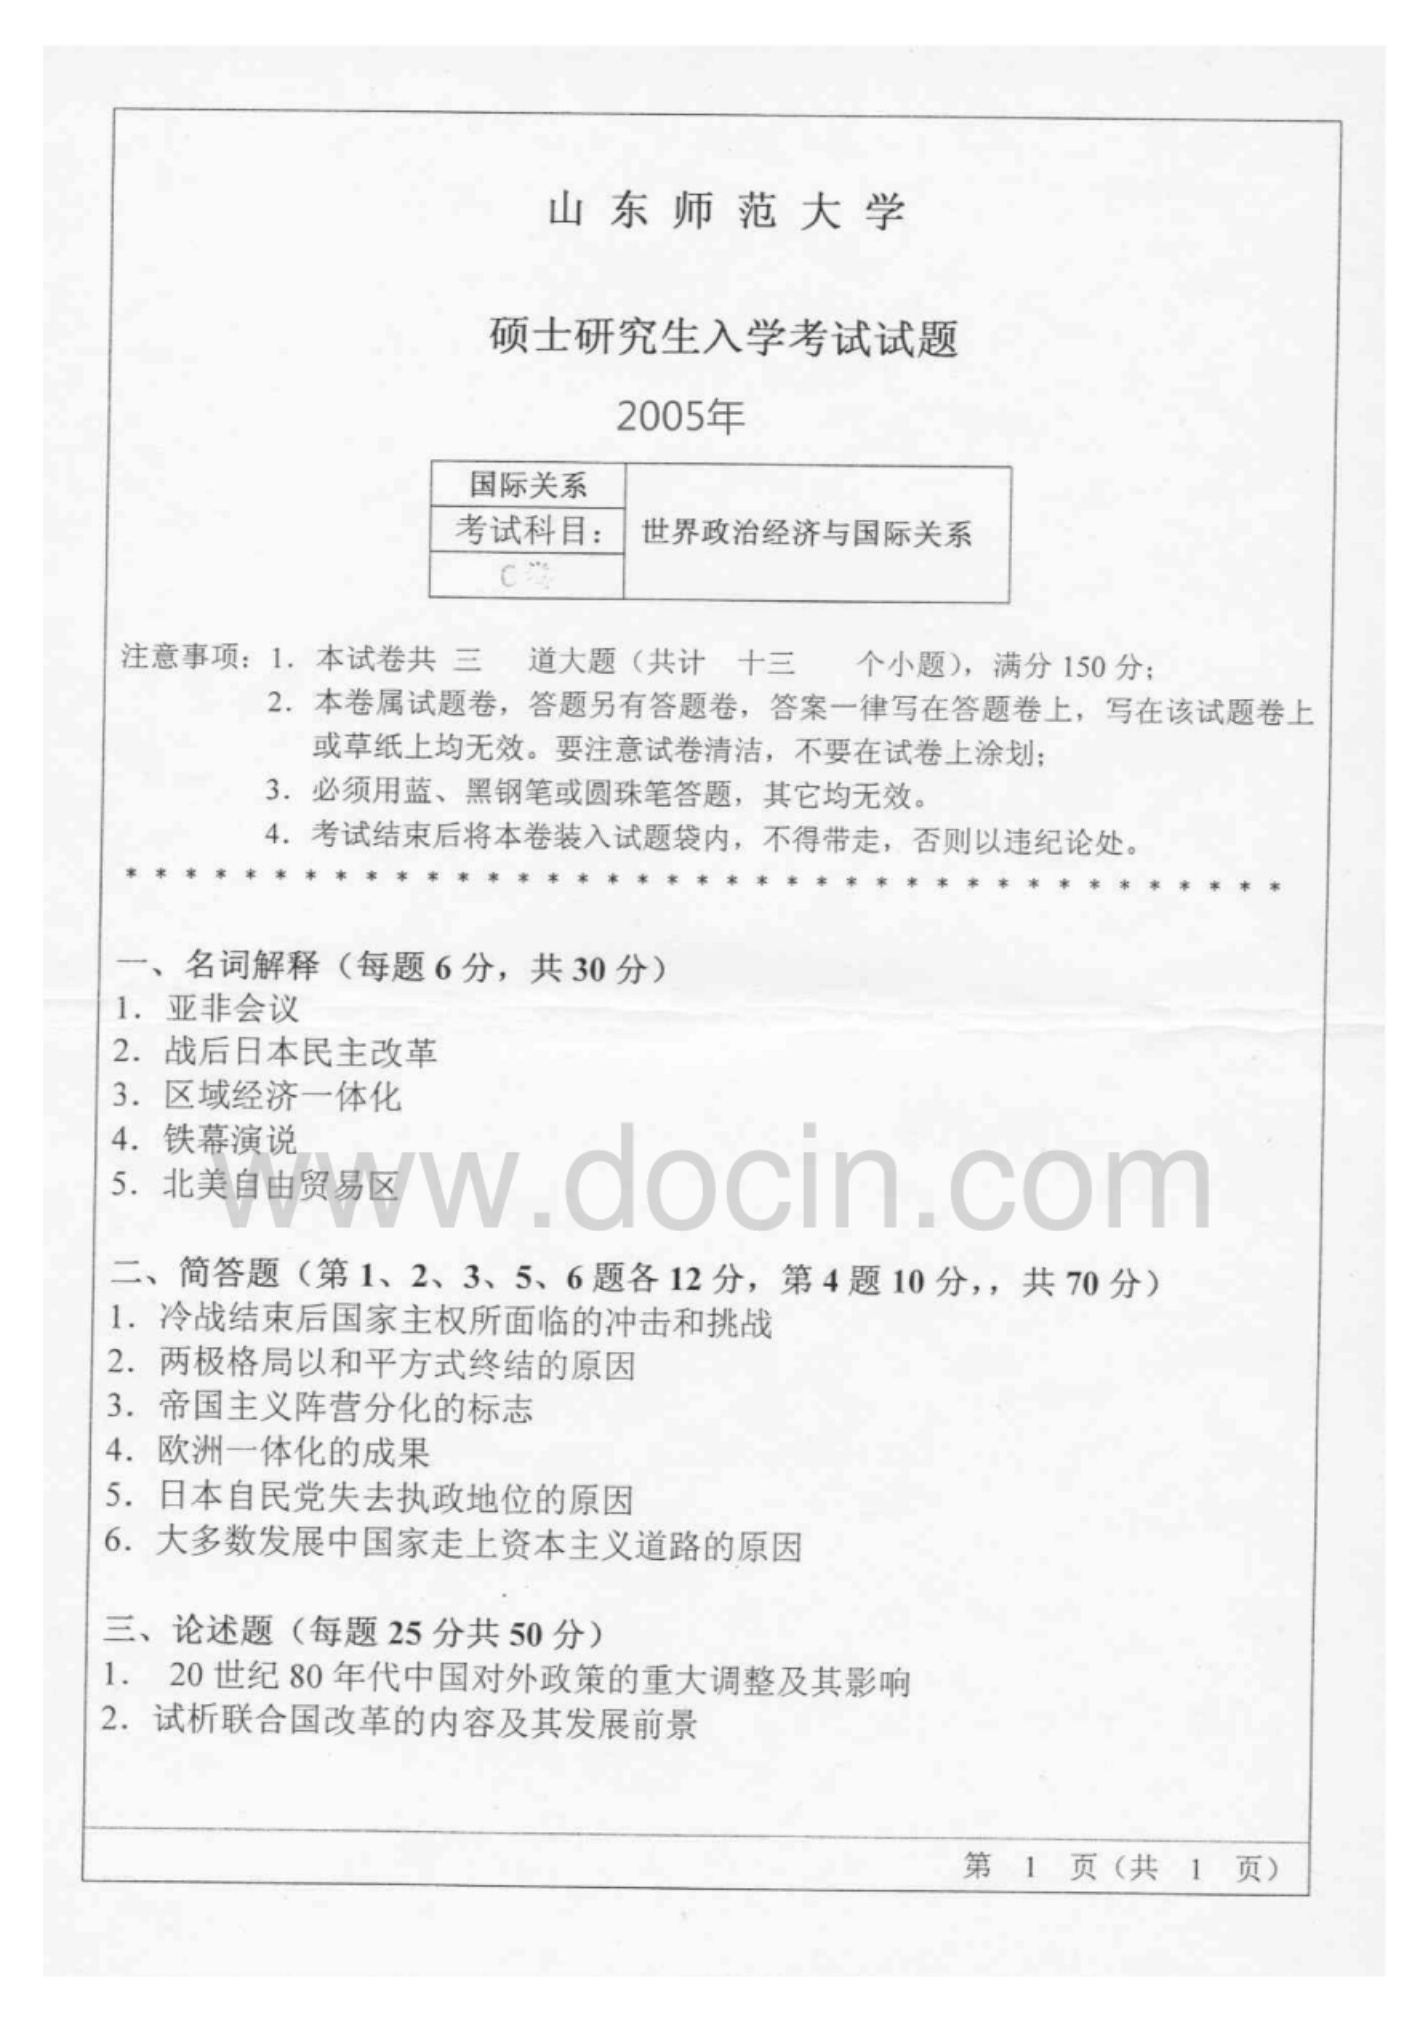 山东师范大学
硕士研究生入学考试试题
2005年
国际关系
考试科目：
世界政治经济与国际关系
C卷
注意事项：1．本试卷共 三 道大题（共计 十三 个小题），满分 150 分；
2．本卷属试题卷，答题另有答题卷，答案一律写在答题卷上，写在该试题卷上
或草纸上均无效。要注意试卷清洁，不要在试卷上涂划；
3．必须用蓝、黑钢笔或圆珠笔答题，其它均无效。
4．考试结束后将本卷装入试题袋内，不得带走，否则以违纪论处。
* * * * * * * * * * * * * * * * * * * * * * * * * * * * * * * * * * * * * * *
一、名词解释（每题 6 分，共 30 分）
1．亚非会议
2．战后日本民主改革
3．区域经济一体化
4．铁幕演说
5．北美自由贸易区
www.docin.com
二、简答题（第 1、2、3、5、6 题各 12 分，第 4 题 10 分，，共 70 分）
1．冷战结束后国家主权所面临的冲击和挑战
2．两极格局以和平方式终结的原因
3．帝国主义阵营分化的标志
4．欧洲一体化的成果
5．日本自民党失去执政地位的原因
6．大多数发展中国家走上资本主义道路的原因
三、论述题（每题 25 分共 50 分）
1． 20 世纪 80 年代中国对外政策的重大调整及其影响
2．试析联合国改革的内容及其发展前景
第 1 页（共 1 页）